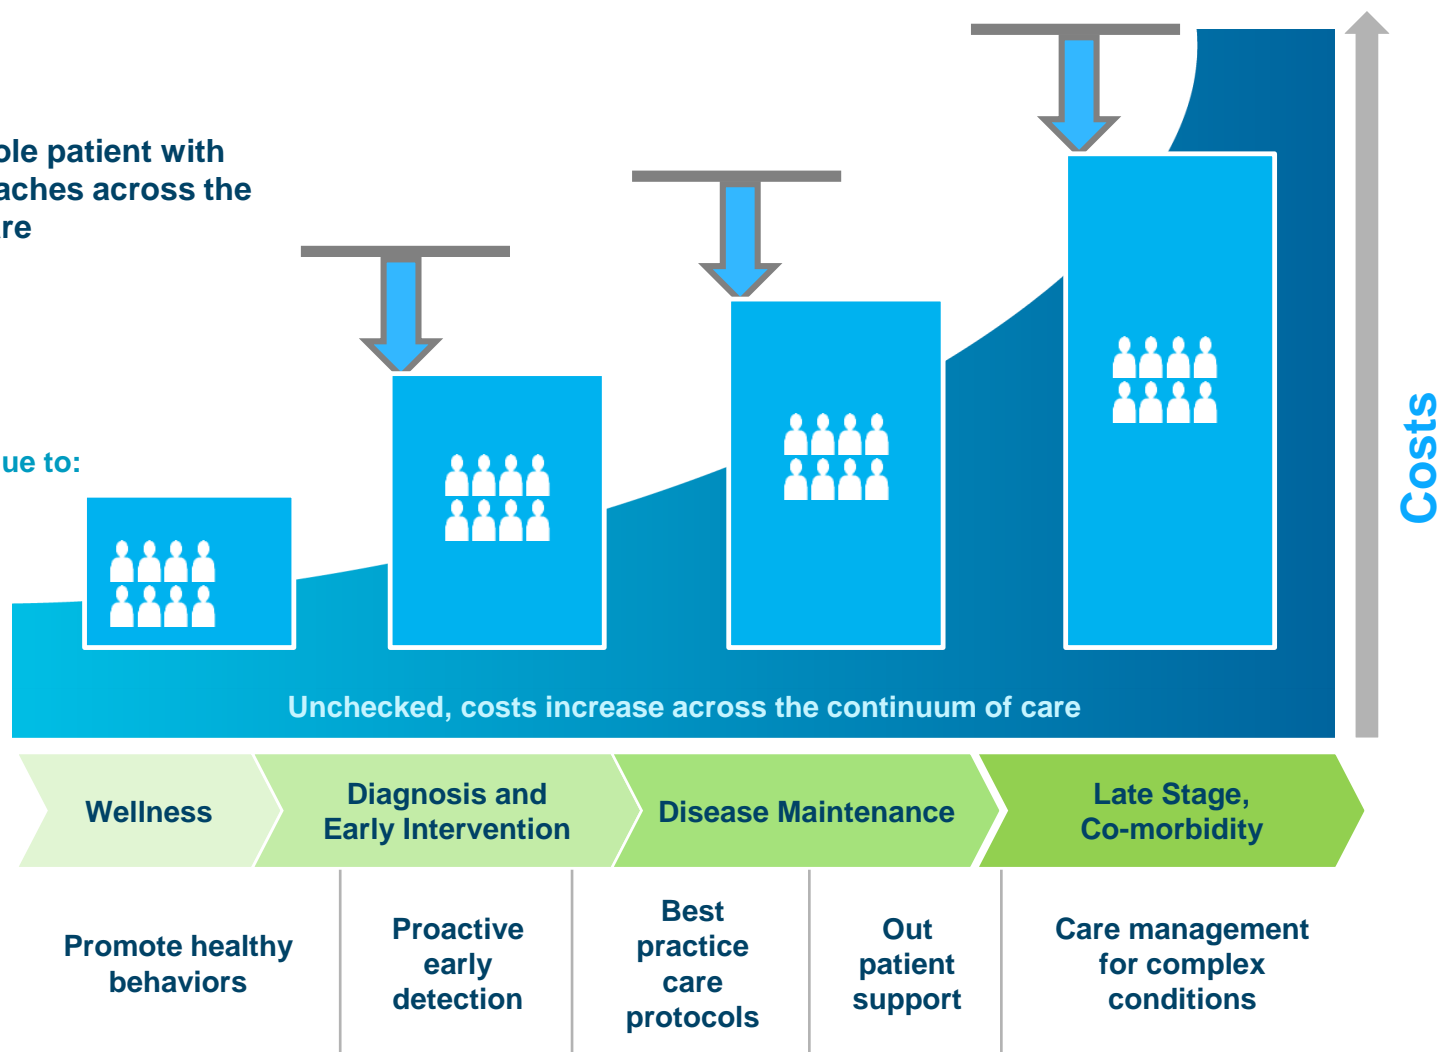 ole patient with
aches across the
are
ue to:
Costs
Unchecked, costs increase across the continuum of care
Wellness
Diagnosis and
Early Intervention
Disease Maintenance
Late Stage,
Co-morbidity
Promote healthy
behaviors
Proactive
early
detection
Best
practice
care
protocols
Out
patient
support
Care management
for complex
conditions